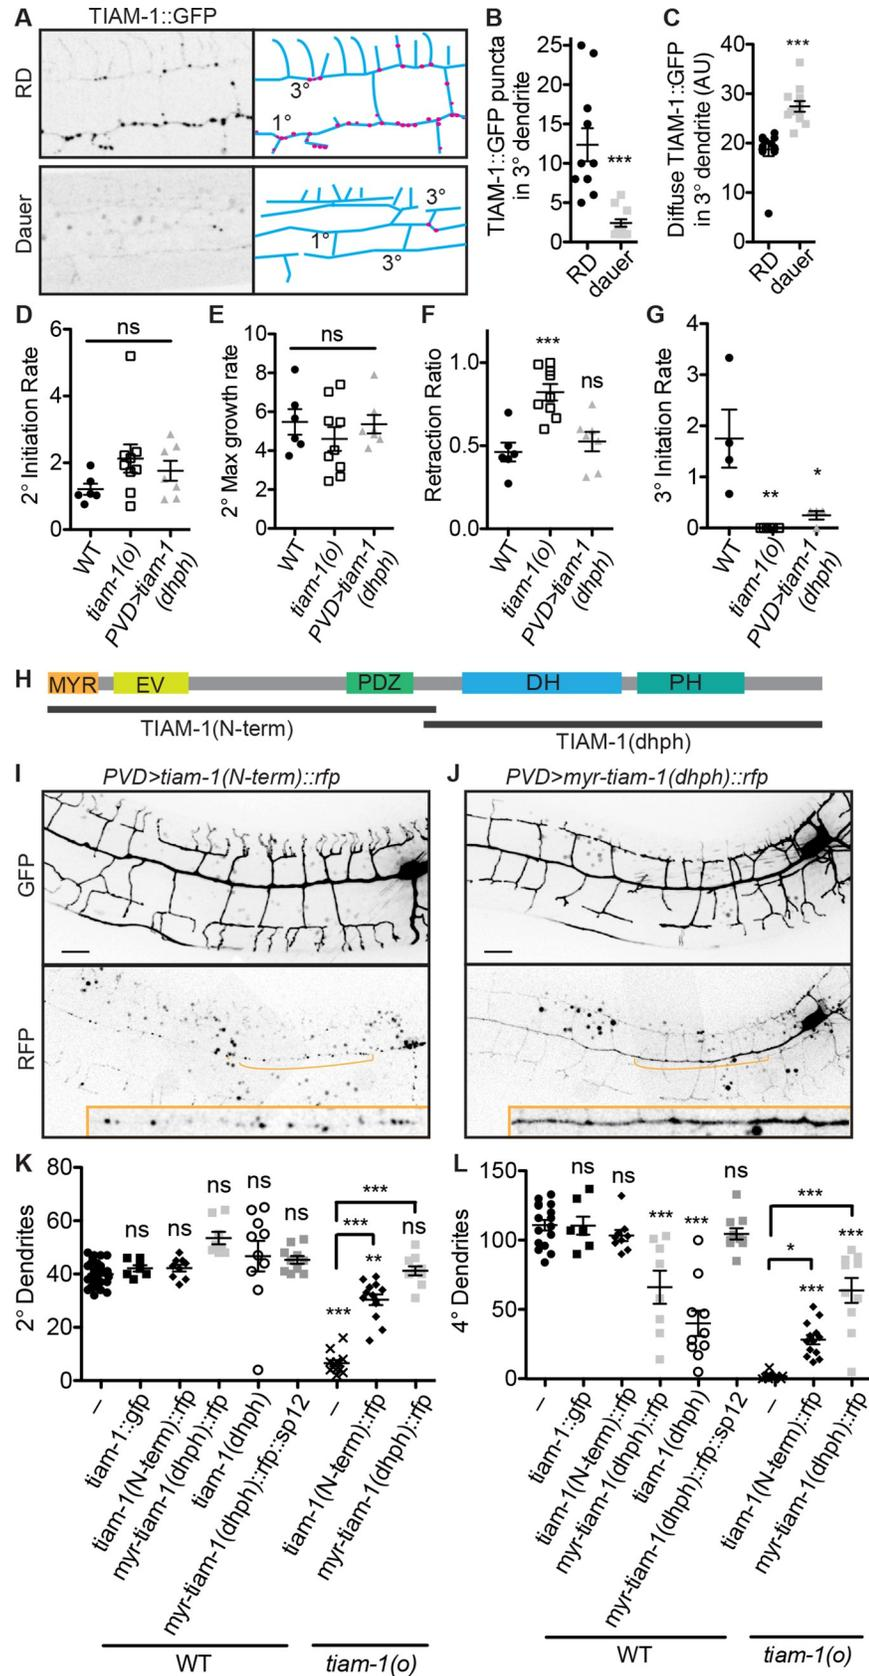 A
TIAM-1::GFP
RD
3°
1°
Dauer
3°
1°
3°
B
TIAM-1::GFP puncta
in 3° dendrite
25
20
15
10
5
0
***
RD
dauer
C
Diffuse TIAM-1::GFP
in 3° dendrite (AU)
40
30
20
10
0
***
RD
dauer
D
2° Initiation Rate
6
4
2
0
ns
WT
tiam-1(o)
PVD>tiam-1
(dhph)
E
2° Max growth rate
10
8
6
4
2
0
ns
WT
tiam-1(o)
PVD>tiam-1
(dhph)
F
Retraction Ratio
1.0
0.5
0.0
***
ns
WT
tiam-1(o)
PVD>tiam-1
(dhph)
G
3° Initation Rate
4
3
2
1
0
**
*
WT
tiam-1(o)
PVD>tiam-1
(dhph)
H
MYR EV PDZ DH PH
TIAM-1(N-term)
TIAM-1(dhph)
I
PVD>tiam-1(N-term)::rfp
GFP
RFP
J
PVD>myr-tiam-1(dhph)::rfp
K
2° Dendrites
80
60
40
20
0
ns
ns
ns
ns
ns
***
**
ns
***
***
–
tiam-1::gfp
tiam-1(N-term)::rfp
myr-tiam-1(dhph)::rfp
tiam-1(dhph)
myr-tiam-1(dhph)::rfp::sp12
–
tiam-1(N-term)::rfp
myr-tiam-1(dhph)::rfp
WT
tiam-1(o)
L
4° Dendrites
150
100
50
0
ns
ns
***
***
ns
***
***
*
***
–
tiam-1::gfp
tiam-1(N-term)::rfp
myr-tiam-1(dhph)::rfp
tiam-1(dhph)
myr-tiam-1(dhph)::rfp::sp12
–
tiam-1(N-term)::rfp
myr-tiam-1(dhph)::rfp
WT
tiam-1(o)